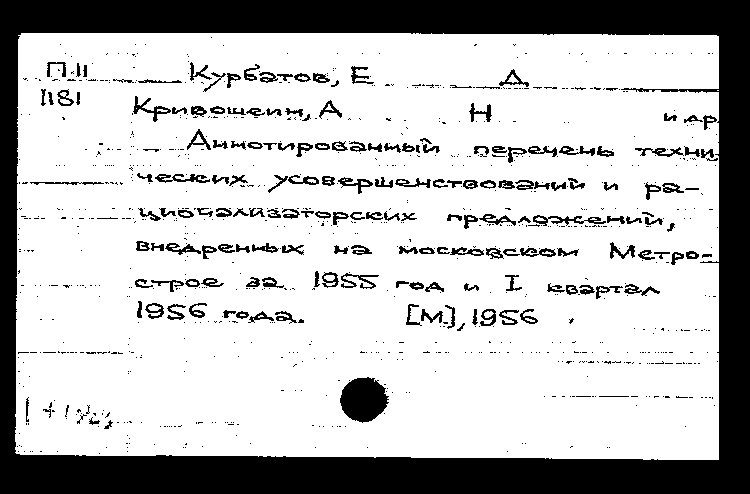 П.11 Курбатов, Е Д
1181 Кривошеин, А Н и др
Аннотированный перечень техни
ческих усовершенствований и ра-
ционализаторских предложений,
внедренных на московском Метро-
строе за 1955 год и I квартал
1956 года. [М], 1956